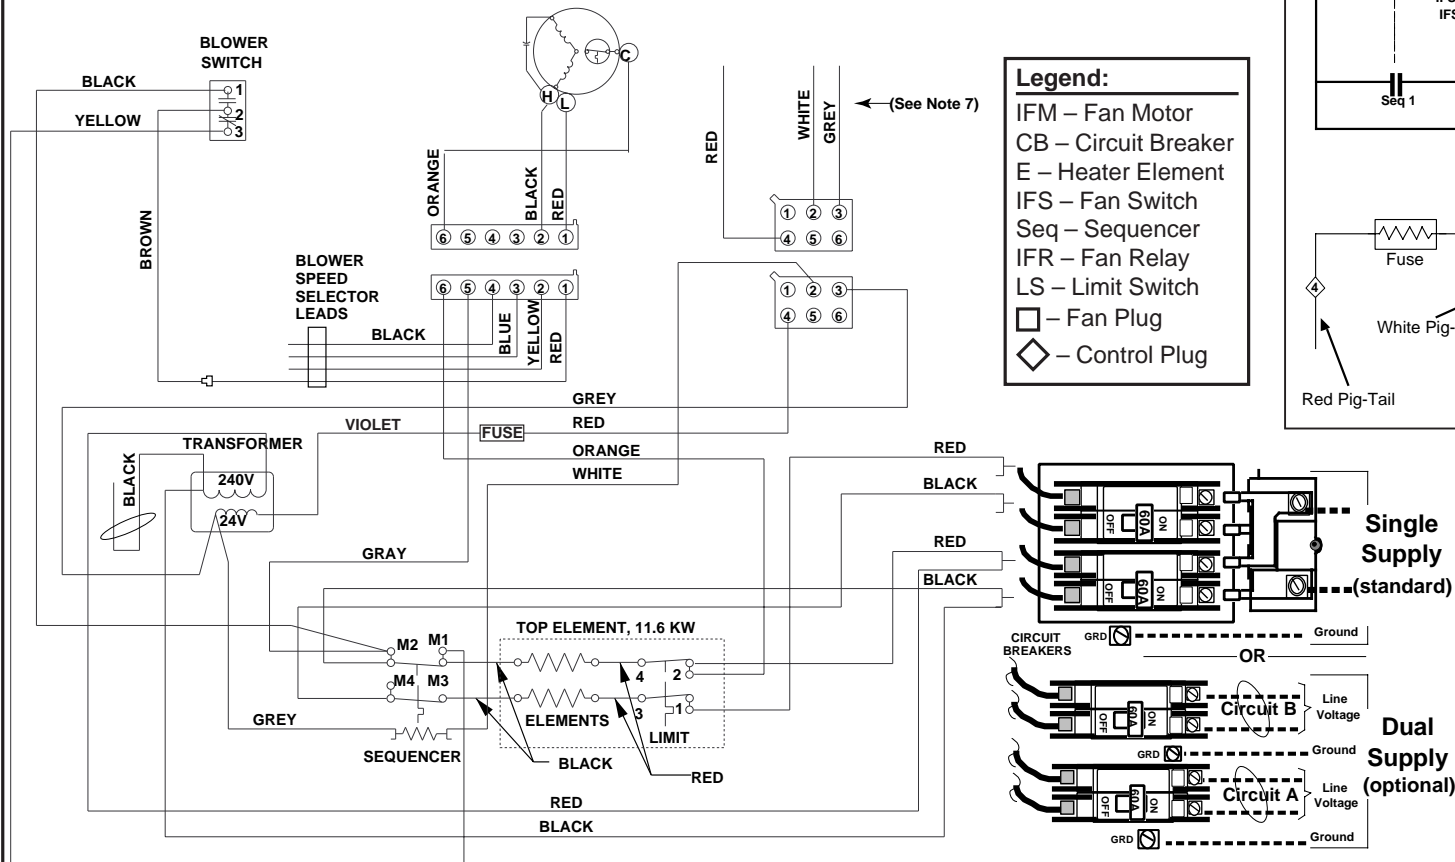 BLOWER
SWITCH
BLACK
1
YELLOW
2
3
BROWN
C
H
L
ORANGE
BLACK
RED
6 5 4 3 2 1
BLOWER
SPEED
SELECTOR
LEADS
6 5 4 3 2 1
BLACK
BLUE
YELLOW
RED
RED
WHITE
GREY
(See Note 7)
1 2 3
4 5 6
1 2 3
4 5 6
Legend:
IFM – Fan Motor
CB – Circuit Breaker
E – Heater Element
IFS – Fan Switch
Seq – Sequencer
IFR – Fan Relay
LS – Limit Switch
– Fan Plug
– Control Plug
Seq 1
Fuse
4
White Pig-
Red Pig-Tail
GREY
VIOLET
FUSE
RED
ORANGE
WHITE
TRANSFORMER
BLACK
240V
24V
GRAY
RED
BLACK
RED
BLACK
OFF
60A
ON
OFF
60A
ON
Single
Supply
(standard)
CIRCUIT
BREAKERS
GRD
Ground
OR
TOP ELEMENT, 11.6 KW
M2 M1
M4 M3
4
2
3
1
ELEMENTS
LIMIT
GREY
SEQUENCER
BLACK
RED
RED
BLACK
OFF
60A
ON
Circuit B
Line
Voltage
GRD
Ground
Dual
Supply
(optional)
OFF
60A
ON
Circuit A
Line
Voltage
GRD
Ground